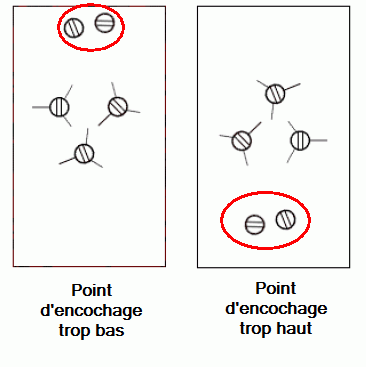 Point
d'encochage
trop bas
Point
d'encochage
trop haut